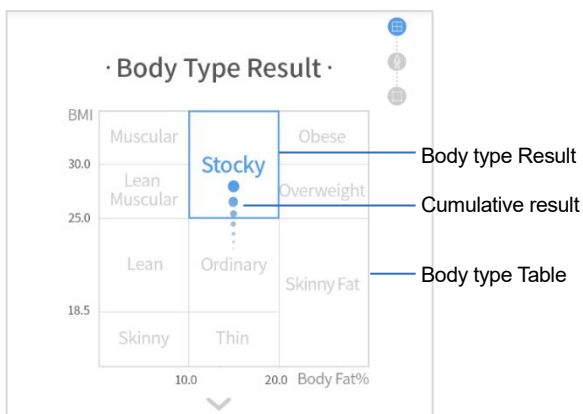 · Body Type Result ·
BMI
Muscular
Obese
30.0
Stocky
Body type Result
Lean
Muscular
Overweight
Cumulative result
25.0
Lean
Ordinary
Skinny Fat
Body type Table
18.5
Skinny
Thin
10.0
20.0
Body Fat%